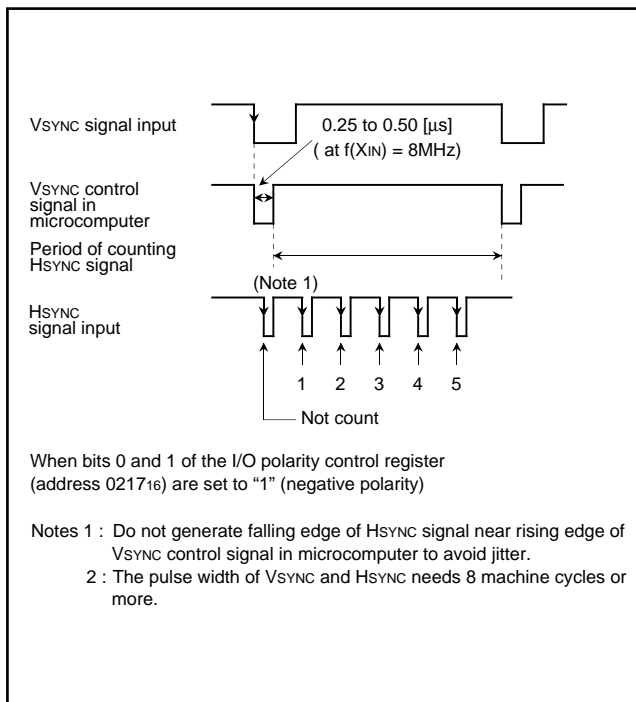 VSYNC signal input
0.25 to 0.50 [μs]
( at f(XIN) = 8MHz)
VSYNC control
signal in
microcomputer
Period of counting
HSYNC signal
(Note 1)
HSYNC
signal input
1 2 3 4 5
Not count
When bits 0 and 1 of the I/O polarity control register
(address 021716) are set to “1” (negative polarity)
Notes 1 : Do not generate falling edge of HSYNC signal near rising edge of
VSYNC control signal in microcomputer to avoid jitter.
2 : The pulse width of VSYNC and HSYNC needs 8 machine cycles or
more.